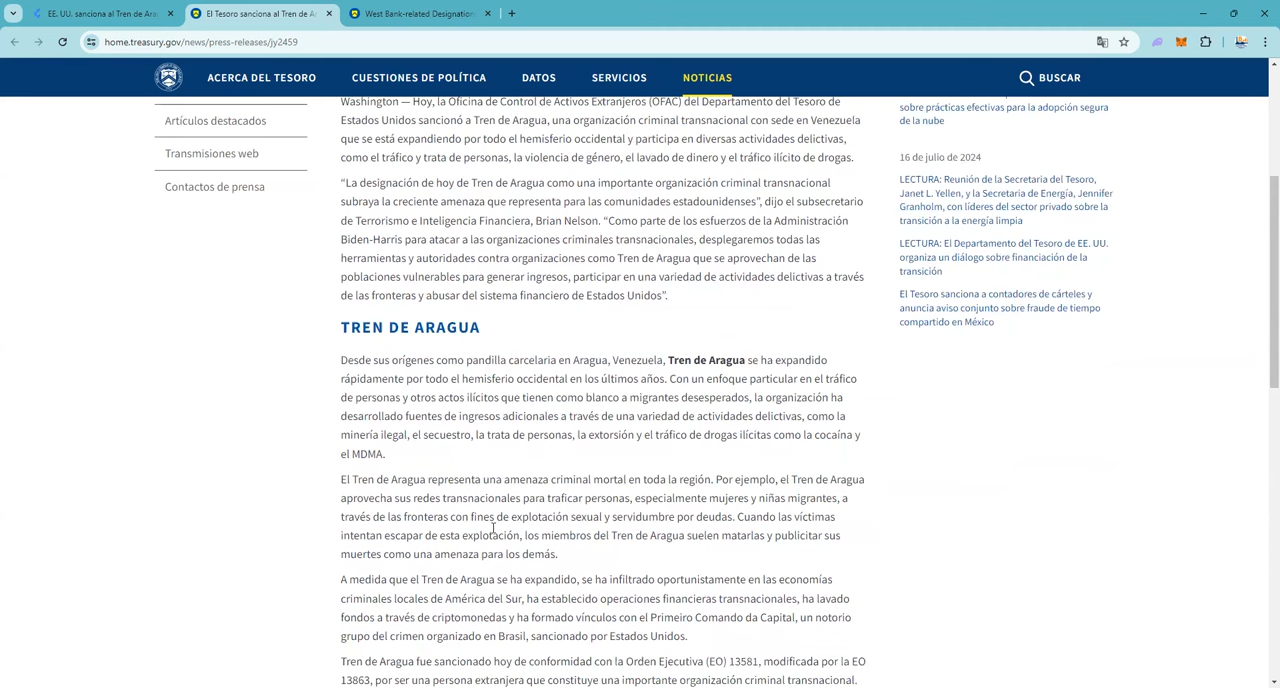 EE. UU. sanciona al Tren de Ara
El Tesoro sanciona al Tren de A
West Bank-related Designation
home.treasury.gov/news/press-releases/jy2459
ACERCA DEL TESORO
CUESTIONES DE POLÍTICA
DATOS
SERVICIOS
NOTICIAS
BUSCAR
Artículos destacados
Transmisiones web
Contactos de prensa
Washington — Hoy, la Oficina de Control de Activos Extranjeros (OFAC) del Departamento del Tesoro de
Estados Unidos sancionó a Tren de Aragua, una organización criminal transnacional con sede en Venezuela
que se está expandiendo por todo el hemisferio occidental y participa en diversas actividades delictivas,
como el tráfico y trata de personas, la violencia de género, el lavado de dinero y el tráfico ilícito de drogas.
“La designación de hoy de Tren de Aragua como una importante organización criminal transnacional
subraya la creciente amenaza que representa para las comunidades estadounidenses”, dijo el subsecretario
de Terrorismo e Inteligencia Financiera, Brian Nelson. “Como parte de los esfuerzos de la Administración
Biden-Harris para atacar a las organizaciones criminales transnacionales, desplegaremos todas las
herramientas y autoridades contra organizaciones como Tren de Aragua que se aprovechan de las
poblaciones vulnerables para generar ingresos, participar en una variedad de actividades delictivas a través
de las fronteras y abusar del sistema financiero de Estados Unidos”.
TREN DE ARAGUA
Desde sus orígenes como pandilla carcelaria en Aragua, Venezuela, Tren de Aragua se ha expandido
rápidamente por todo el hemisferio occidental en los últimos años. Con un enfoque particular en el tráfico
de personas y otros actos ilícitos que tienen como blanco a migrantes desesperados, la organización ha
desarrollado fuentes de ingresos adicionales a través de una variedad de actividades delictivas, como la
minería ilegal, el secuestro, la trata de personas, la extorsión y el tráfico de drogas ilícitas como la cocaína y
el MDMA.
El Tren de Aragua representa una amenaza criminal mortal en toda la región. Por ejemplo, el Tren de Aragua
aprovecha sus redes transnacionales para traficar personas, especialmente mujeres y niñas migrantes, a
través de las fronteras con fines de explotación sexual y servidumbre por deudas. Cuando las víctimas
intentan escapar de esta explotación, los miembros del Tren de Aragua suelen matarlas y publicitar sus
muertes como una amenaza para los demás.
A medida que el Tren de Aragua se ha expandido, se ha infiltrado oportunistamente en las economías
criminales locales de América del Sur, ha establecido operaciones financieras transnacionales, ha lavado
fondos a través de criptomonedas y ha formado vínculos con el Primeiro Comando da Capital, un notorio
grupo del crimen organizado en Brasil, sancionado por Estados Unidos.
Tren de Aragua fue sancionado hoy de conformidad con la Orden Ejecutiva (EO) 13581, modificada por la EO
13863, por ser una persona extranjera que constituye una importante organización criminal transnacional.
sobre prácticas efectivas para la adopción segura
de la nube
16 de julio de 2024
LECTURA: Reunión de la Secretaria del Tesoro,
Janet L. Yellen, y la Secretaria de Energía, Jennifer
Granholm, con líderes del sector privado sobre la
transición a la energía limpia
LECTURA: El Departamento del Tesoro de EE. UU.
organiza un diálogo sobre financiación de la
transición
El Tesoro sanciona a contadores de cárteles y
anuncia aviso conjunto sobre fraude de tiempo
compartido en México